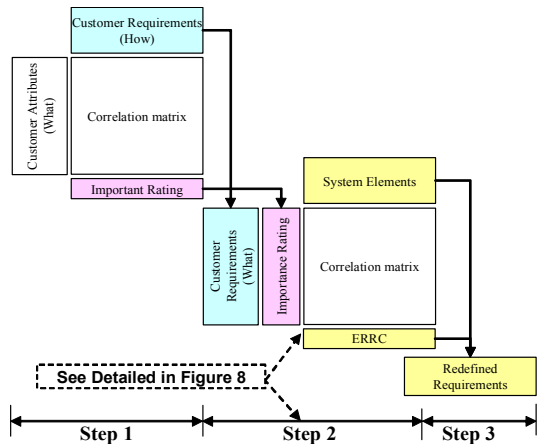 Customer Requirements
(How)
Customer Attributes
(What)
Correlation matrix
Important Rating
System Elements
Customer
Requirements
(What)
Importance Rating
Correlation matrix
ERRC
See Detailed in Figure 8
Redefined
Requirements
Step 1
Step 2
Step 3